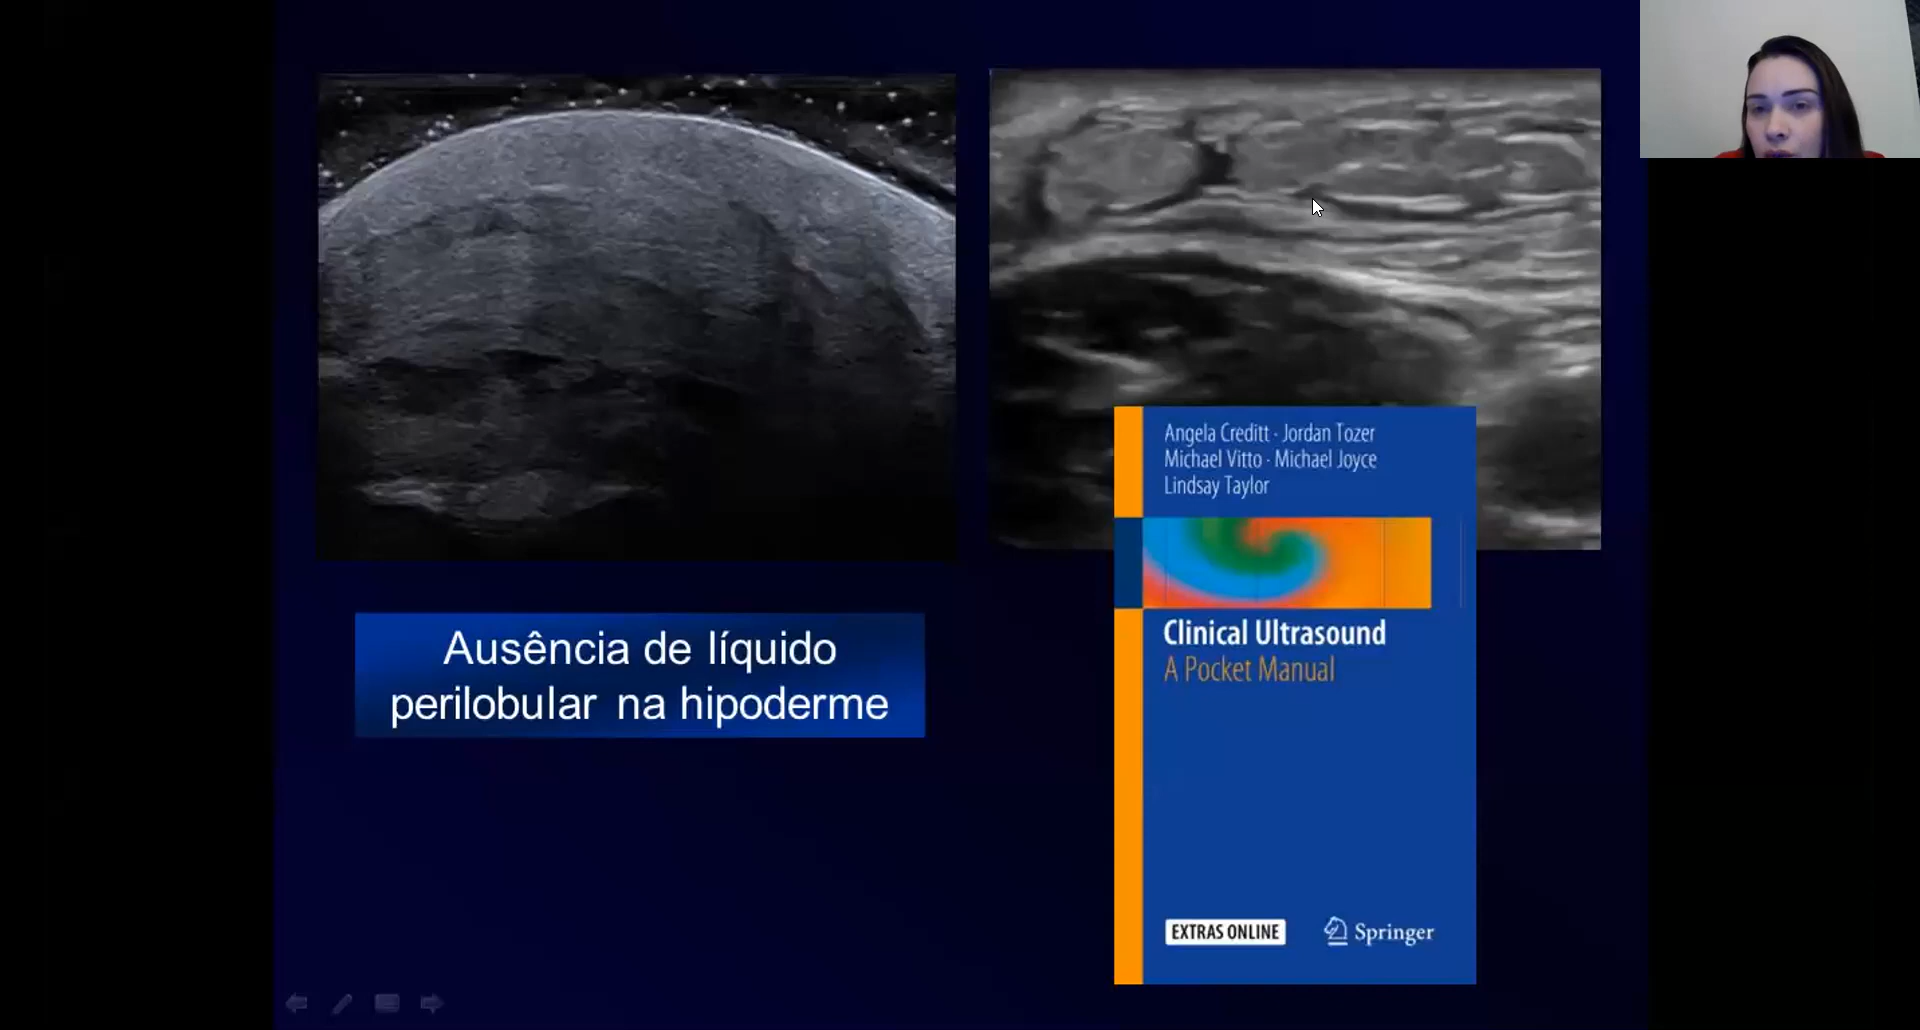 Ausência de líquido
perilobular na hipoderme
Angela Creditt · Jordan Tozer
Michael Vitto · Michael Joyce
Lindsay Taylor
Clinical Ultrasound
A Pocket Manual
EXTRAS ONLINE
Springer